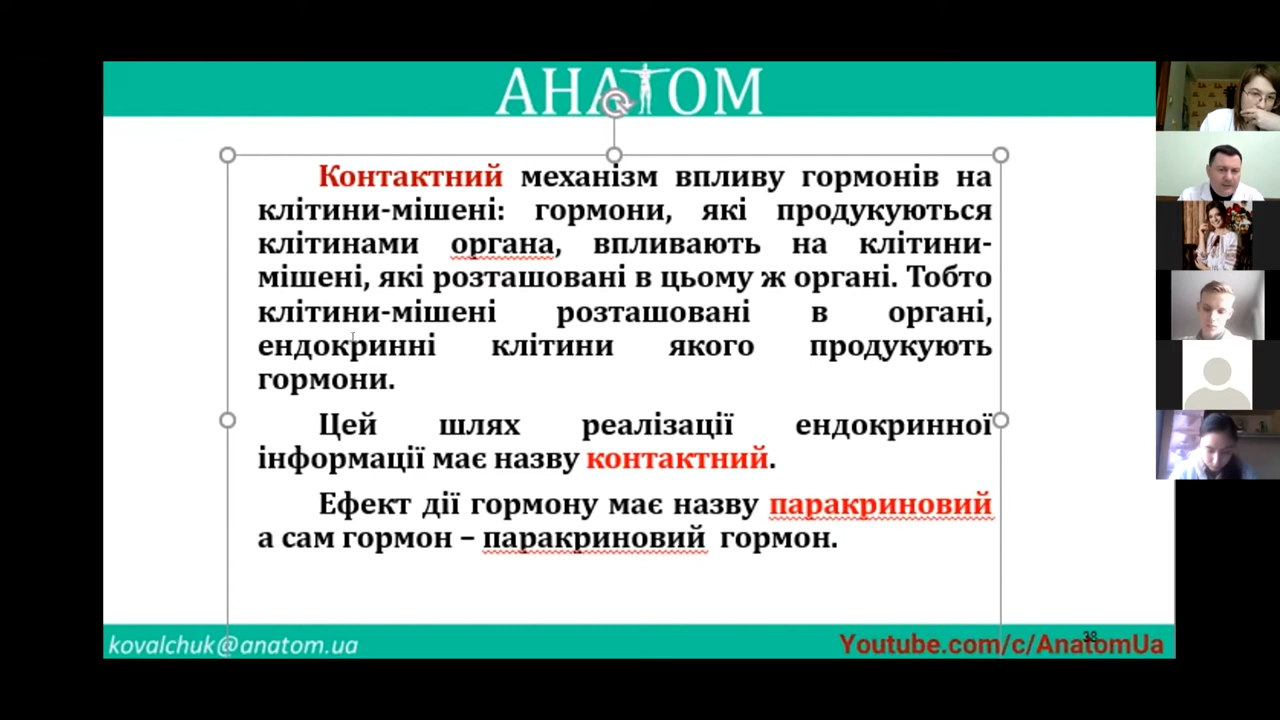 АНАТОМ
Контактний механізм впливу гормонів на
клітини-мішені: гормони, які продукуються
клітинами органа, впливають на клітини-
мішені, які розташовані в цьому ж органі. Тобто
клітини-мішені розташовані в органі,
ендокринні клітини якого продукують
гормони.
Цей шлях реалізації ендокринної
інформації має назву контактний.
Ефект дії гормону має назву паракриновий
а сам гормон – паракриновий гормон.
kovalchuk@anatom.ua
Youtube.com/c/AnatomUa
38